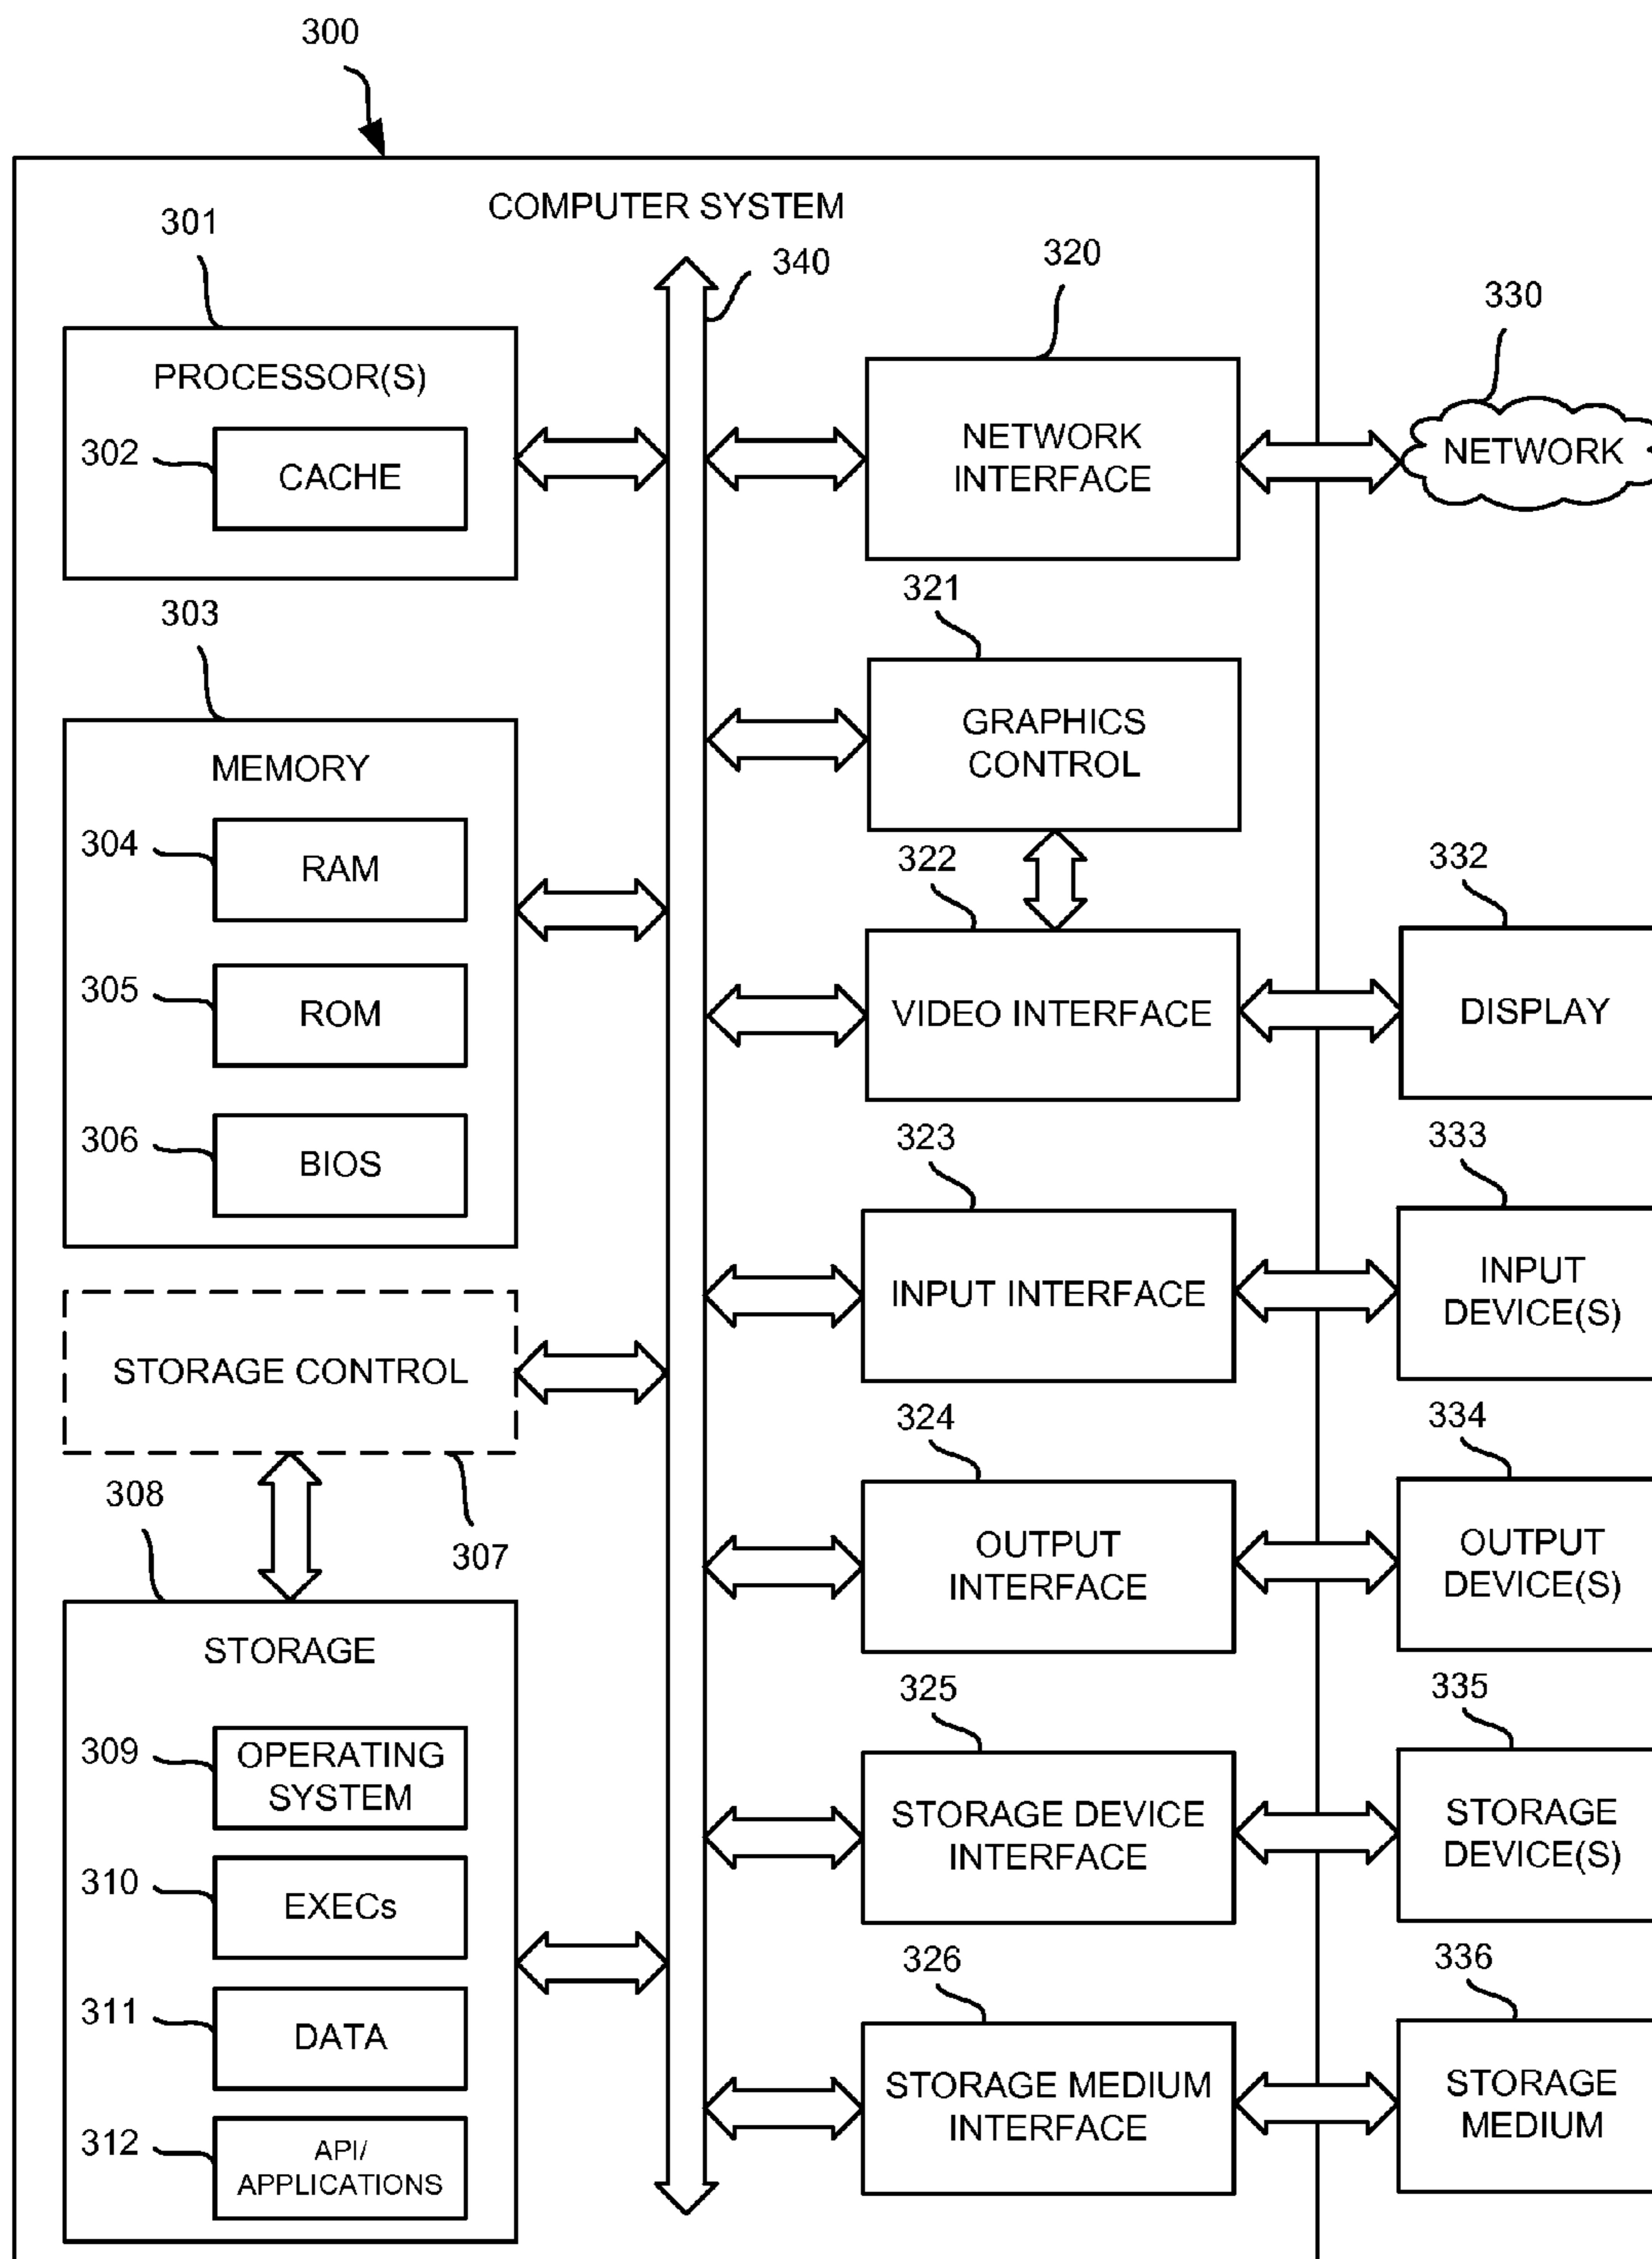 300
COMPUTER SYSTEM
301
PROCESSOR(S)
302
CACHE
303
MEMORY
304
RAM
305
ROM
306
BIOS
STORAGE CONTROL
307
308
STORAGE
309
OPERATING
SYSTEM
310
EXECs
311
DATA
312
API/
APPLICATIONS
340
320
NETWORK
INTERFACE
330
NETWORK
321
GRAPHICS
CONTROL
322
VIDEO INTERFACE
332
DISPLAY
323
INPUT INTERFACE
333
INPUT
DEVICE(S)
324
OUTPUT
INTERFACE
334
OUTPUT
DEVICE(S)
325
STORAGE DEVICE
INTERFACE
335
STORAGE
DEVICE(S)
326
STORAGE MEDIUM
INTERFACE
336
STORAGE
MEDIUM